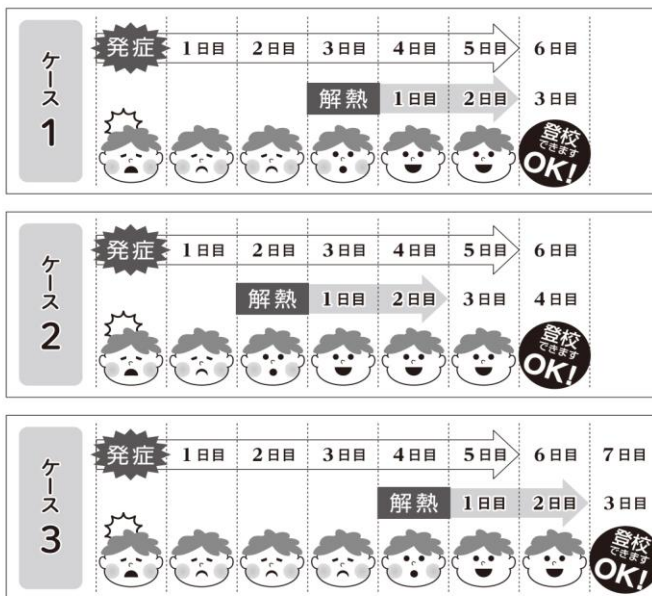 ケース1
発症 1日目 2日目 3日目 4日目 5日目 6日目
解熱 1日目 2日目 3日目
登校
できます
OK!
ケース2
発症 1日目 2日目 3日目 4日目 5日目 6日目
解熱 1日目 2日目 3日目 4日目
登校
できます
OK!
ケース3
発症 1日目 2日目 3日目 4日目 5日目 6日目 7日目
解熱 1日目 2日目 3日目
登校
できます
OK!